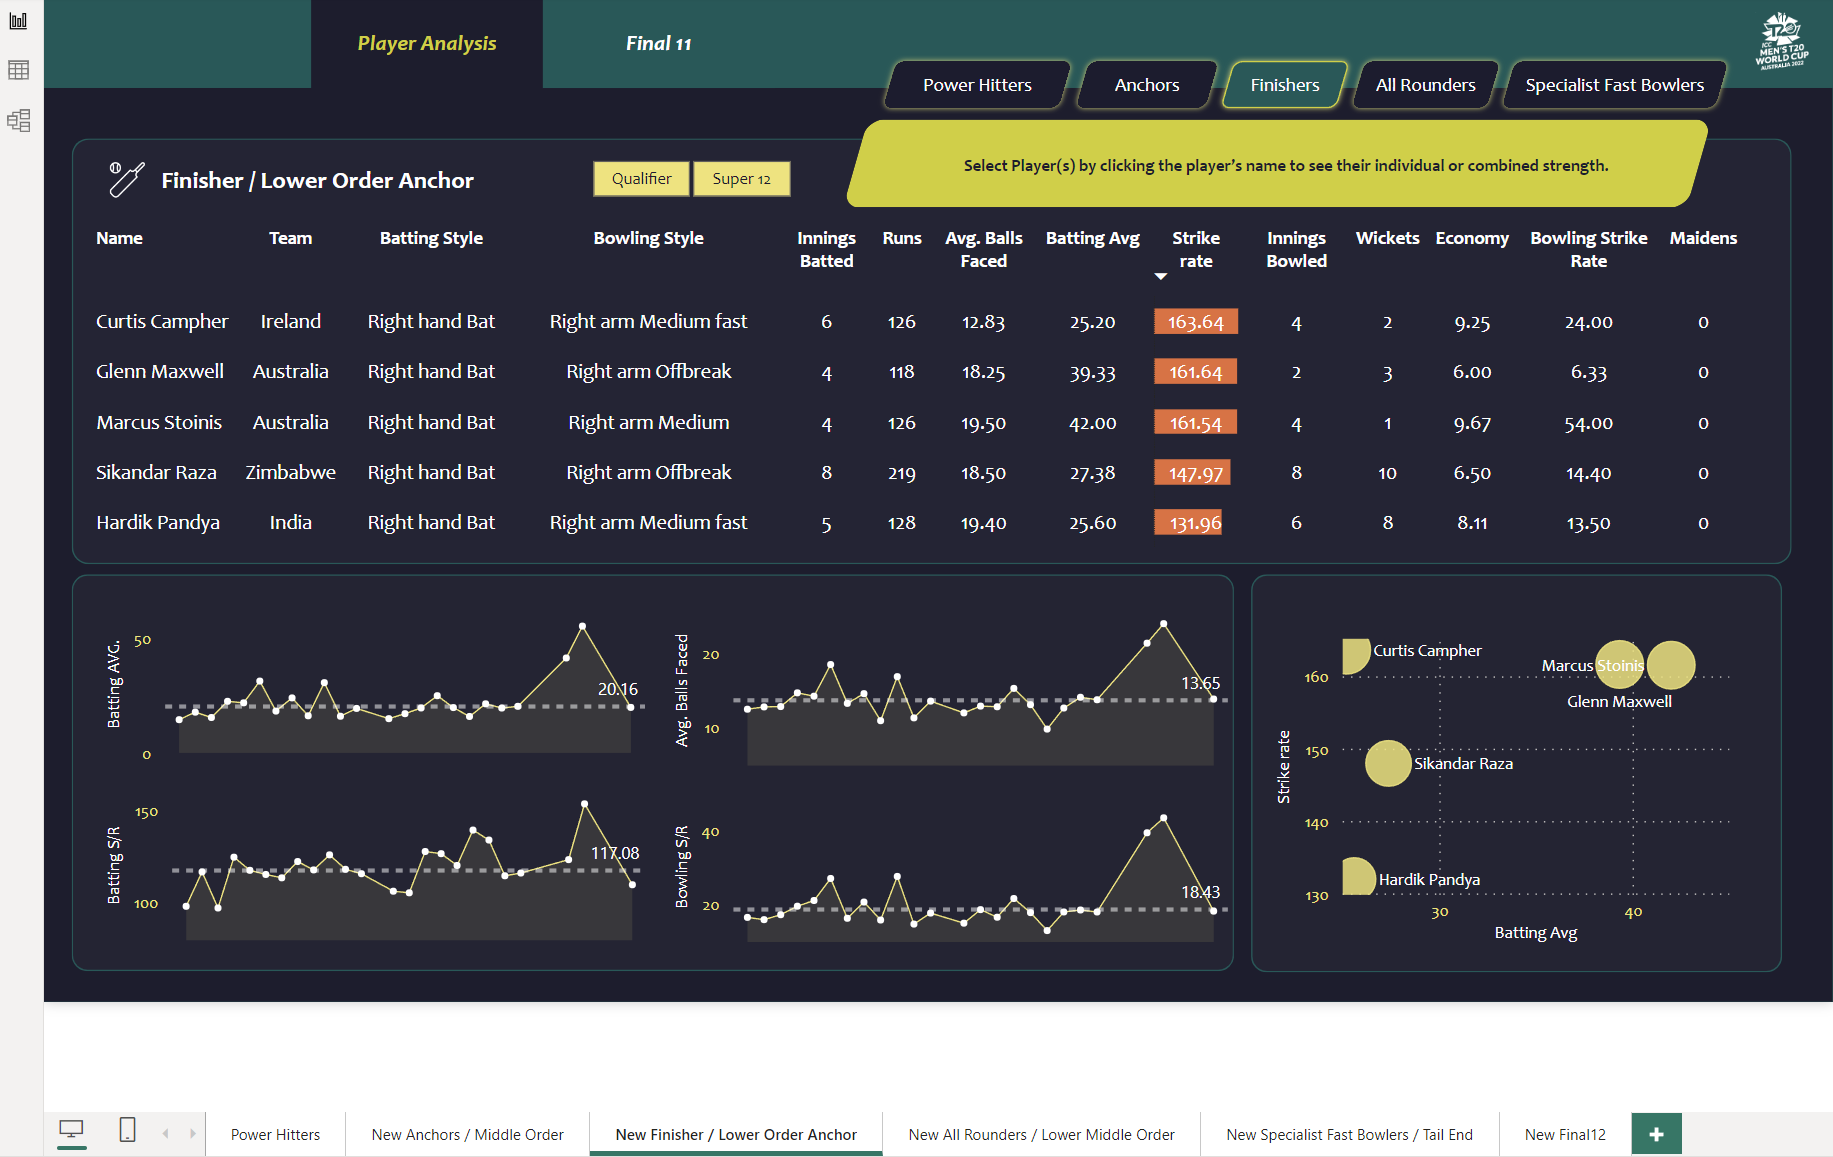 Player Analysis
Final 11
ICC
MEN'S T20
WORLD CUP
AUSTRALIA 2022
Power Hitters
Anchors
Finishers
All Rounders
Specialist Fast Bowlers
Select Player(s) by clicking the player's name to see their individual or combined strength.
Finisher / Lower Order Anchor
Qualifier
Super 12
Name Team Batting Style Bowling Style Innings Batted Runs Avg. Balls Faced Batting Avg Strike rate Innings Bowled Wickets Economy Bowling Strike Rate Maidens
Curtis Campher Ireland Right hand Bat Right arm Medium fast 6 126 12.83 25.20 163.64 4 2 9.25 24.00 0
Glenn Maxwell Australia Right hand Bat Right arm Offbreak 4 118 18.25 39.33 161.64 2 3 6.00 6.33 0
Marcus Stoinis Australia Right hand Bat Right arm Medium 4 126 19.50 42.00 161.54 4 1 9.67 54.00 0
Sikandar Raza Zimbabwe Right hand Bat Right arm Offbreak 8 219 18.50 27.38 147.97 8 10 6.50 14.40 0
Hardik Pandya India Right hand Bat Right arm Medium fast 5 128 19.40 25.60 131.96 6 8 8.11 13.50 0
Batting AVG.
50
0
20.16
Avg. Balls Faced
20
10
13.65
Batting S/R
150
100
117.08
Bowling S/R
40
20
18.43
Strike rate
160
150
140
130
Curtis Campher
Marcus Stoinis
Glenn Maxwell
Sikandar Raza
Hardik Pandya
30
40
Batting Avg
Power Hitters
New Anchors / Middle Order
New Finisher / Lower Order Anchor
New All Rounders / Lower Middle Order
New Specialist Fast Bowlers / Tail End
New Final12
+